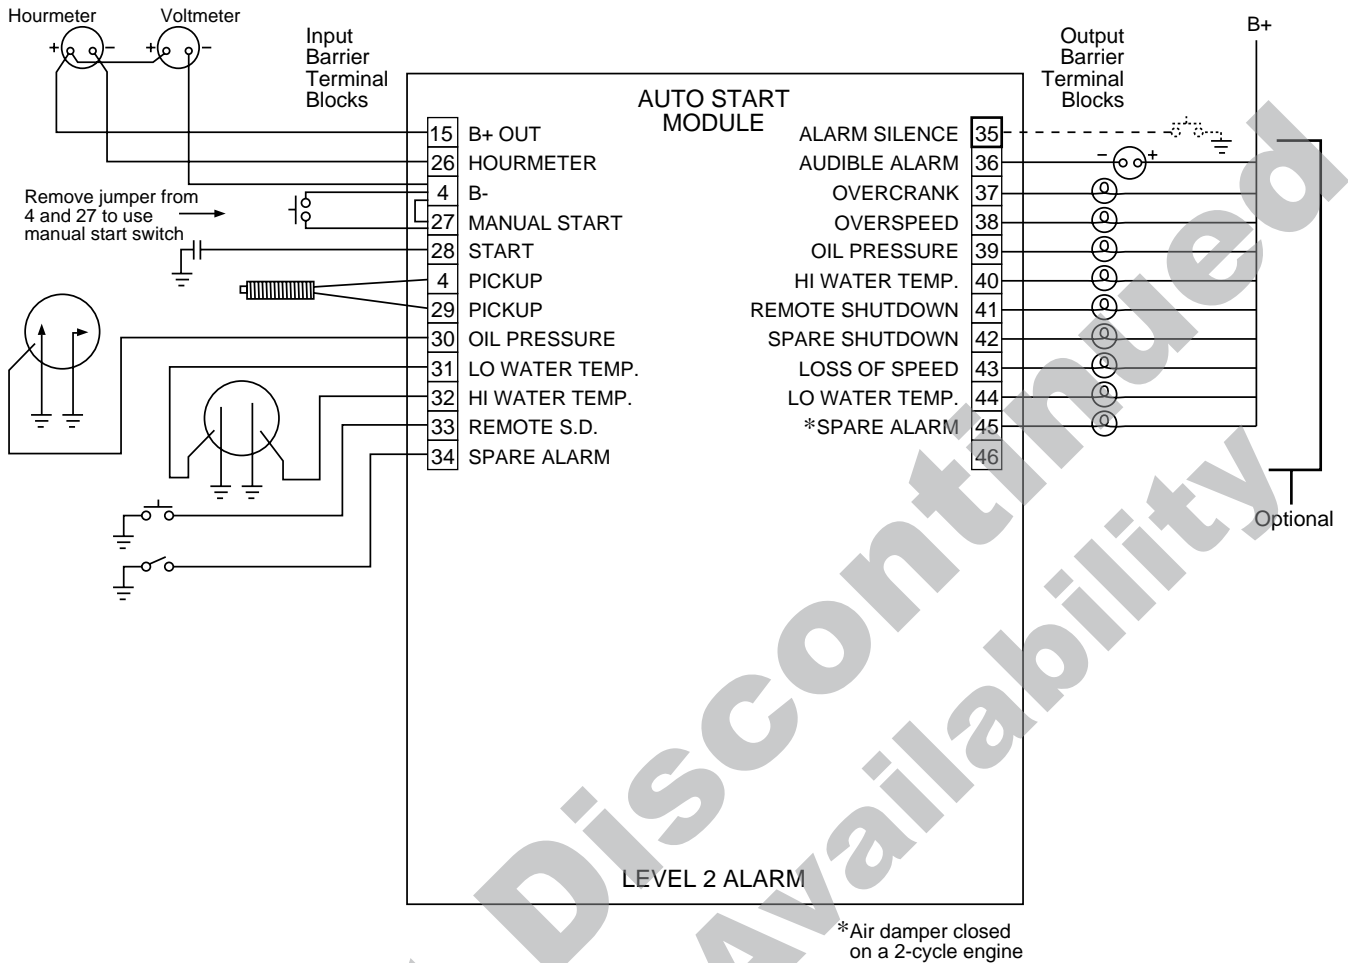 Hourmeter
Voltmeter
+
-
+
-
Input
Barrier
Terminal
Blocks
Output
Barrier
Terminal
Blocks
B+
AUTO START
MODULE
15 B+ OUT
26 HOURMETER
4 B-
27 MANUAL START
28 START
4 PICKUP
29 PICKUP
30 OIL PRESSURE
31 LO WATER TEMP.
32 HI WATER TEMP.
33 REMOTE S.D.
34 SPARE ALARM
Remove jumper from
4 and 27 to use
manual start switch
ALARM SILENCE 35
AUDIBLE ALARM 36
- +
OVERCRANK 37
OVERSPEED 38
OIL PRESSURE 39
HI WATER TEMP. 40
REMOTE SHUTDOWN 41
SPARE SHUTDOWN 42
LOSS OF SPEED 43
LO WATER TEMP. 44
*SPARE ALARM 45
46
Optional
LEVEL 2 ALARM
*Air damper closed
on a 2-cycle engine
Discontinued
Availability